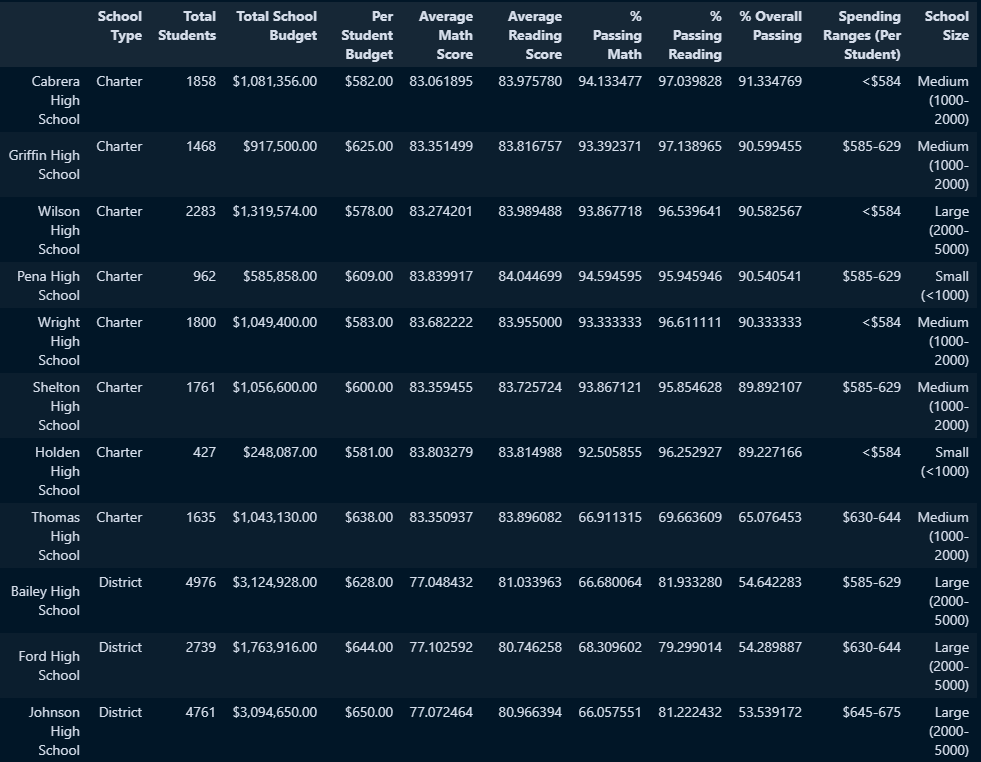 School Type Total Students Total School Budget Per Student Budget Average Math Score Average Reading Score % Passing Math % Passing Reading % Overall Passing Spending Ranges (Per Student) School Size
Cabrera High School Charter 1858 $1,081,356.00 $582.00 83.061895 83.975780 94.133477 97.039828 91.334769 <$584 Medium (1000-2000)
Griffin High School Charter 1468 $917,500.00 $625.00 83.351499 83.816757 93.392371 97.138965 90.599455 $585-629 Medium (1000-2000)
Wilson High School Charter 2283 $1,319,574.00 $578.00 83.274201 83.989488 93.867718 96.539641 90.582567 <$584 Large (2000-5000)
Pena High School Charter 962 $585,858.00 $609.00 83.839917 84.044699 94.594595 95.945946 90.540541 $585-629 Small (<1000)
Wright High School Charter 1800 $1,049,400.00 $583.00 83.682222 83.955000 93.333333 96.611111 90.333333 <$584 Medium (1000-2000)
Shelton High School Charter 1761 $1,056,600.00 $600.00 83.359455 83.725724 93.867121 95.854628 89.892107 $585-629 Medium (1000-2000)
Holden High School Charter 427 $248,087.00 $581.00 83.803279 83.814988 92.505855 96.252927 89.227166 <$584 Small (<1000)
Thomas High School Charter 1635 $1,043,130.00 $638.00 83.350937 83.896082 66.911315 69.663609 65.076453 $630-644 Medium (1000-2000)
Bailey High School District 4976 $3,124,928.00 $628.00 77.048432 81.033963 66.680064 81.933280 54.642283 $585-629 Large (2000-5000)
Ford High School District 2739 $1,763,916.00 $644.00 77.102592 80.746258 68.309602 79.299014 54.289887 $630-644 Large (2000-5000)
Johnson High School District 4761 $3,094,650.00 $650.00 77.072464 80.966394 66.057551 81.222432 53.539172 $645-675 Large (2000-5000)